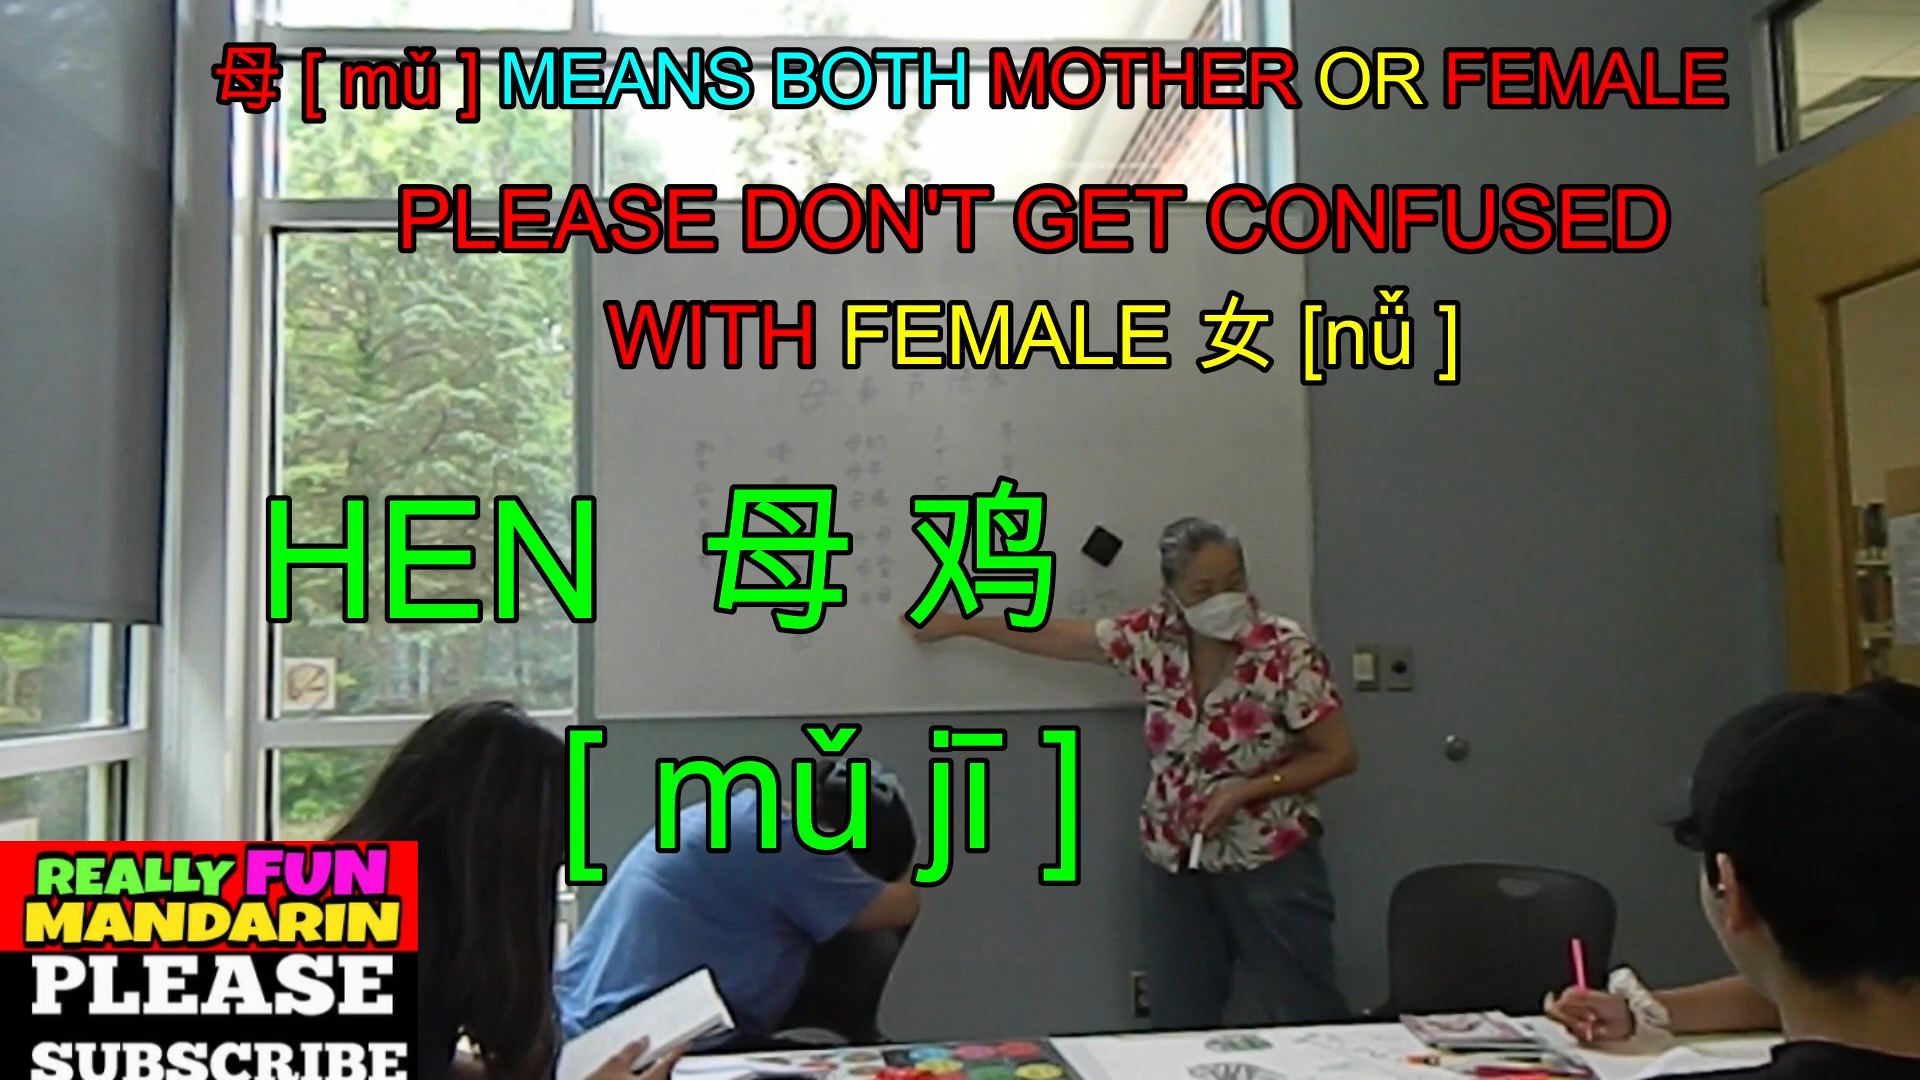 母 [ mǔ ] MEANS BOTH MOTHER OR FEMALE
PLEASE DON'T GET CONFUSED
WITH FEMALE 女 [nǚ ]
HEN 母 鸡
[ mǔ jī ]
REALLY FUN
MANDARIN
PLEASE
SUBSCRIBE